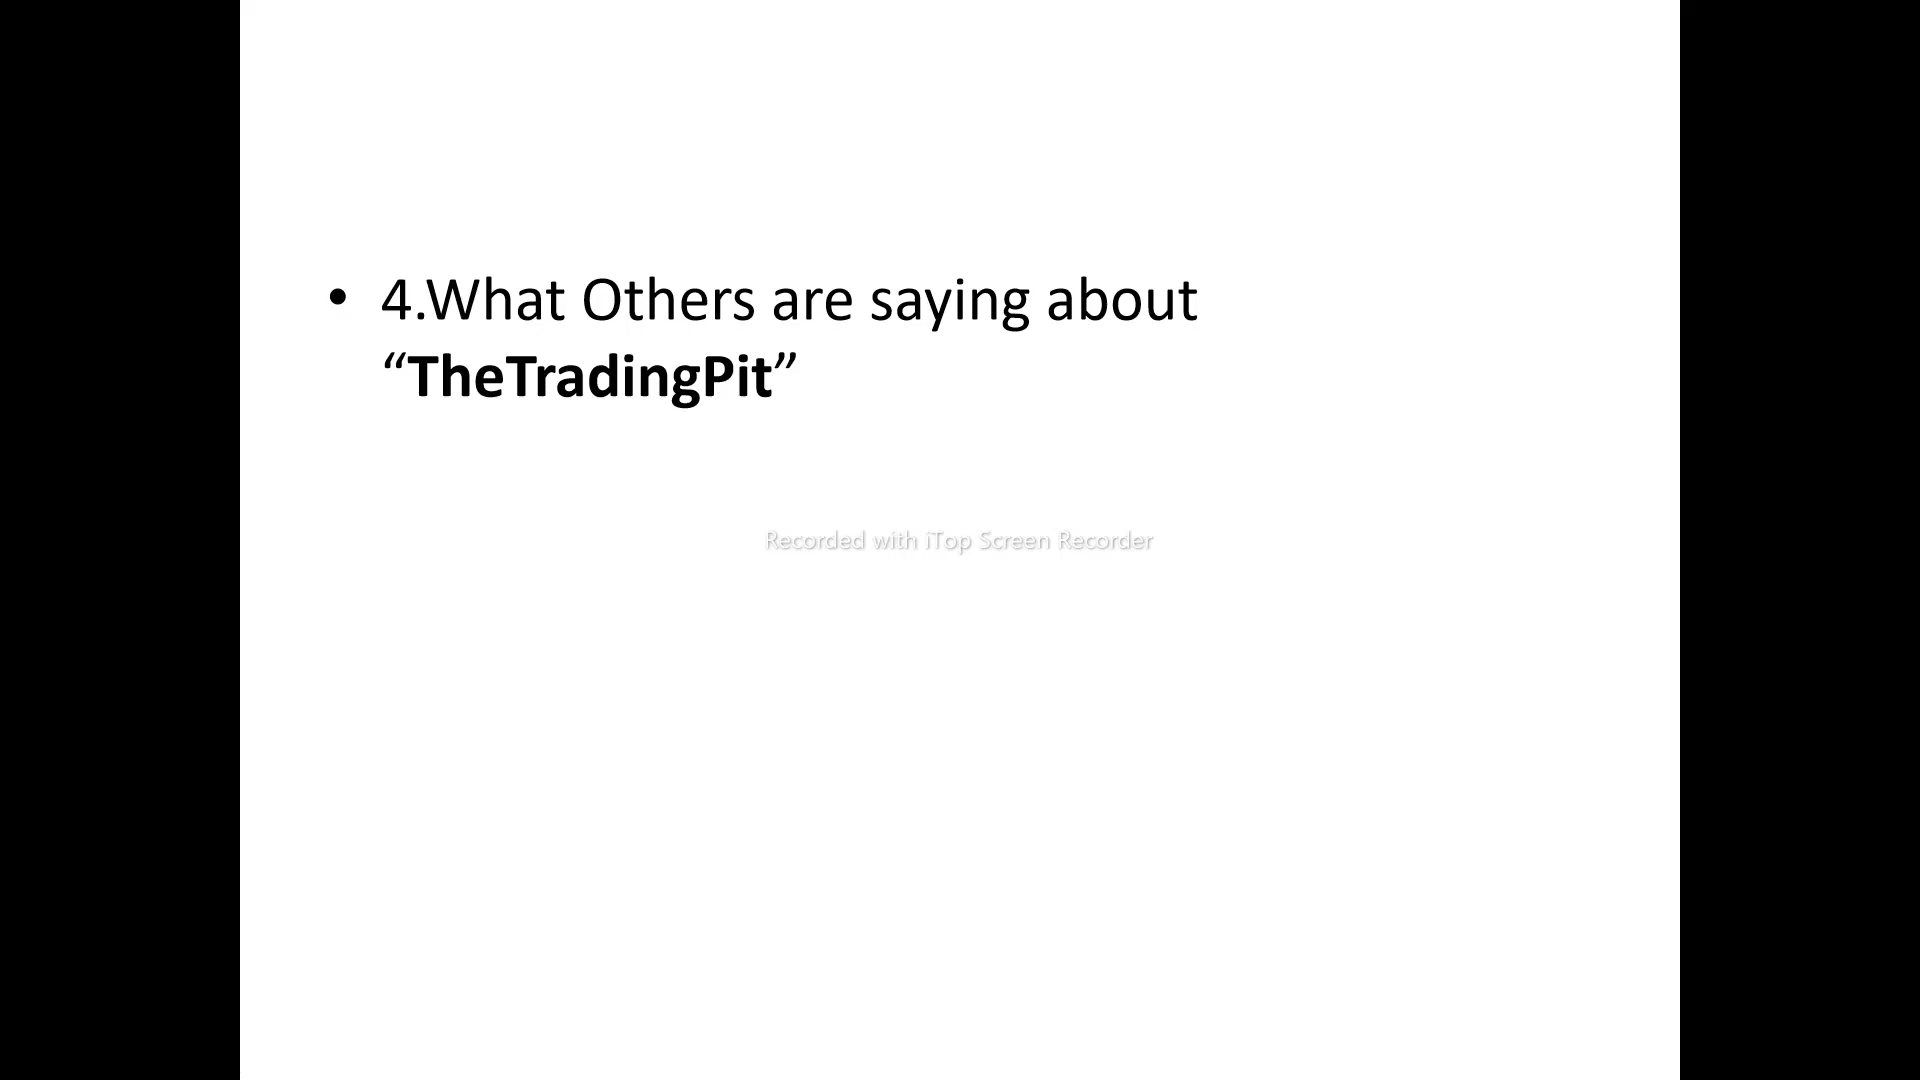 • 4.What Others are saying about
“TheTradingPit”
Recorded with iTop Screen Recorder